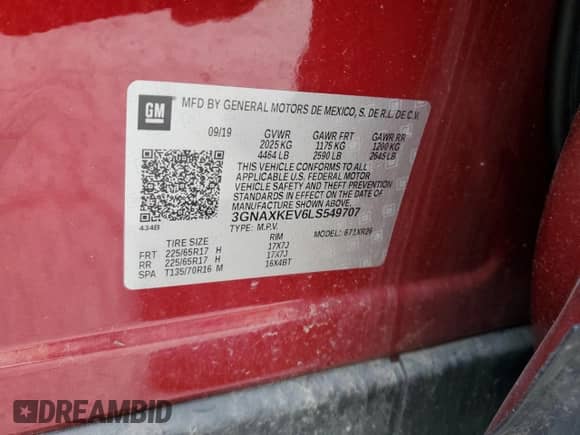 GM
MFD BY GENERAL MOTORS DE MEXICO, S. DE R.L. DE C.V.
09/19 GVWR GAWR FRT GAWR RR
2025 KG 1175 KG 1200 KG
4464 LB 2590 LB 2645 LB
THIS VEHICLE CONFORMS TO ALL
APPLICABLE U.S. FEDERAL MOTOR
VEHICLE SAFETY AND THEFT PREVENTION
STANDARDS IN EFFECT ON THE DATE OF
MANUFACTURE SHOWN ABOVE.
3GNAXKEV6LS549707
434B
TYPE: M.P.V. MODEL: 671XR26
TIRE SIZE RIM
FRT 225/65R17 H 17X7J
RR 225/65R17 H 17X7J
SPA T135/70R16 M 16X4BT
DREAMBID